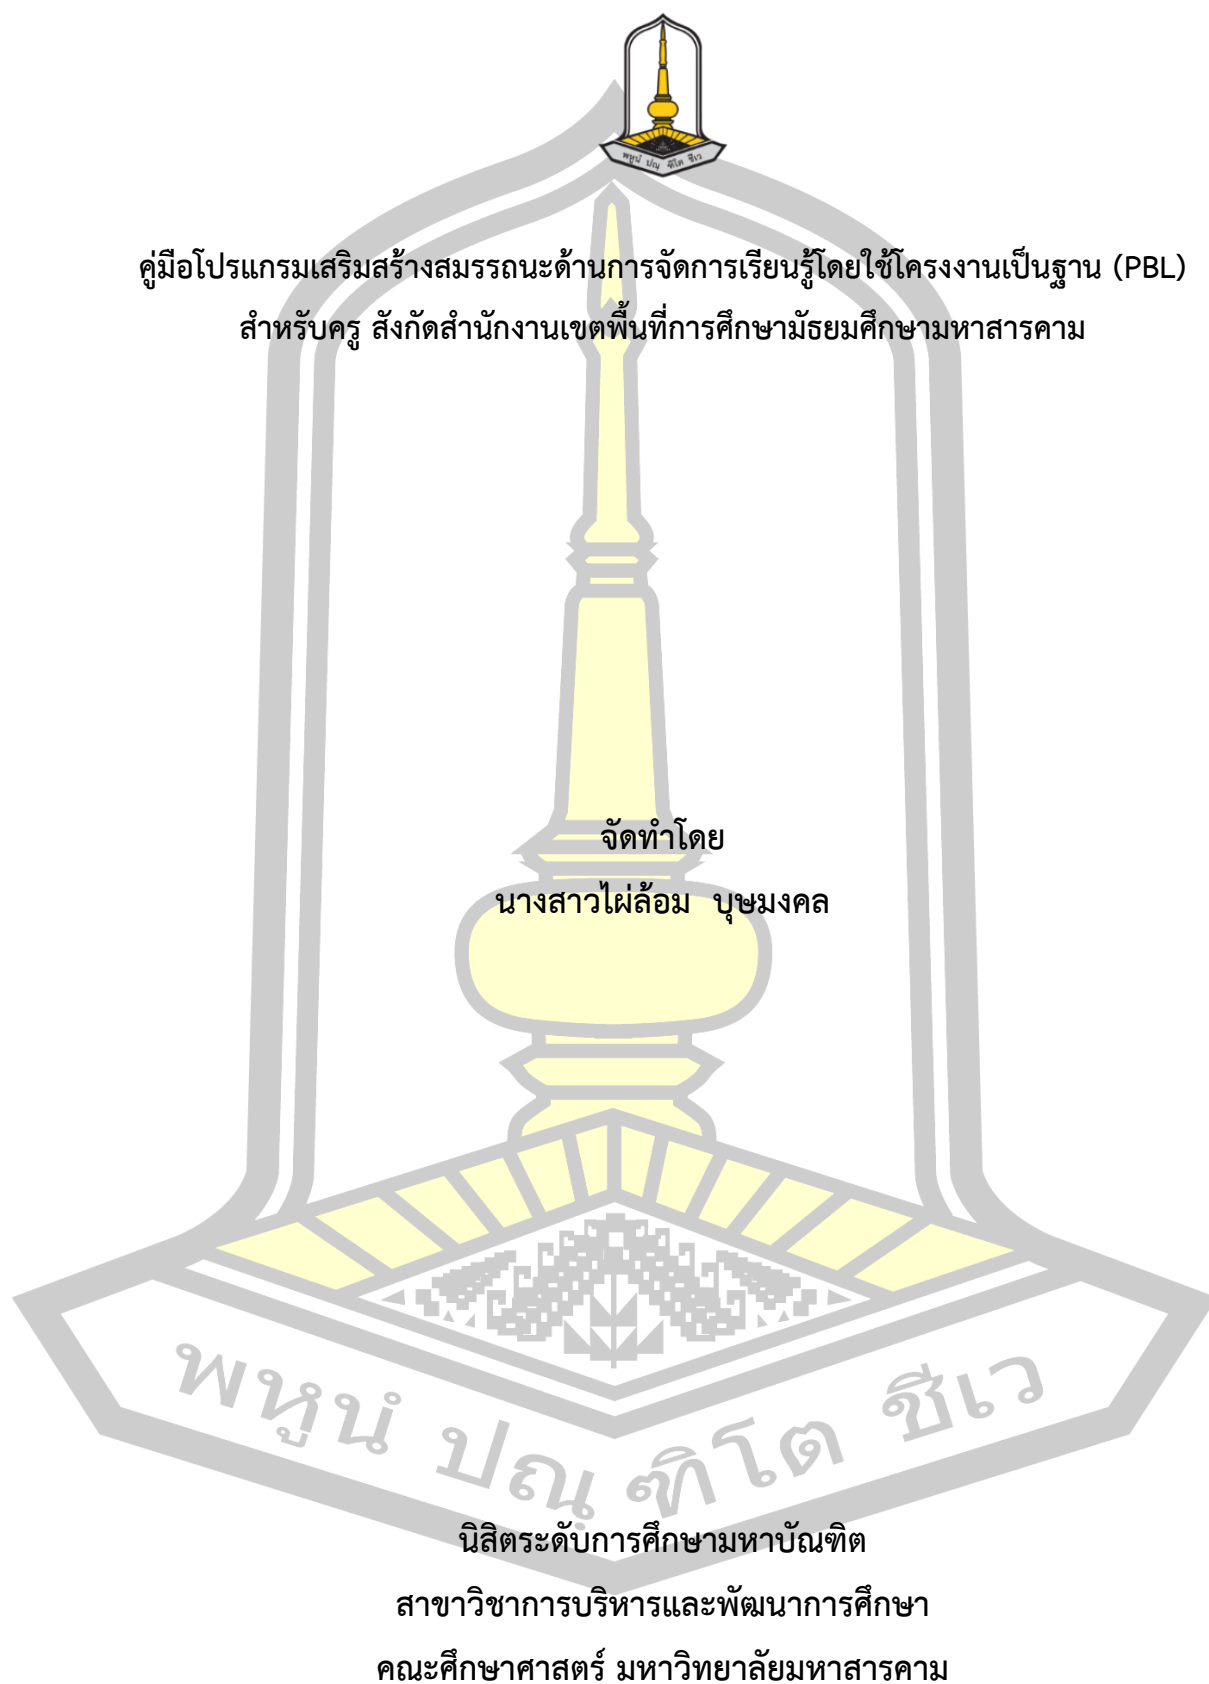 พหูนํ ปณฺ ฑิโต ชีเว
คู่มือโปรแกรมเสริมสร้างสมรรถนะด้านการจัดการเรียนรู้โดยใช้โครงงานเป็นฐาน (PBL)
สำหรับครู สังกัดสำนักงานเขตพื้นที่การศึกษามัธยมศึกษามหาสารคาม
จัดทำโดย
นางสาวไผ่ล้อม บุษมงคล
พหูนํ ปณฺ ฑิโต ชีเว
นิสิตระดับการศึกษามหาบัณฑิต
สาขาวิชาการบริหารและพัฒนาการศึกษา
คณะศึกษาศาสตร์ มหาวิทยาลัยมหาสารคาม